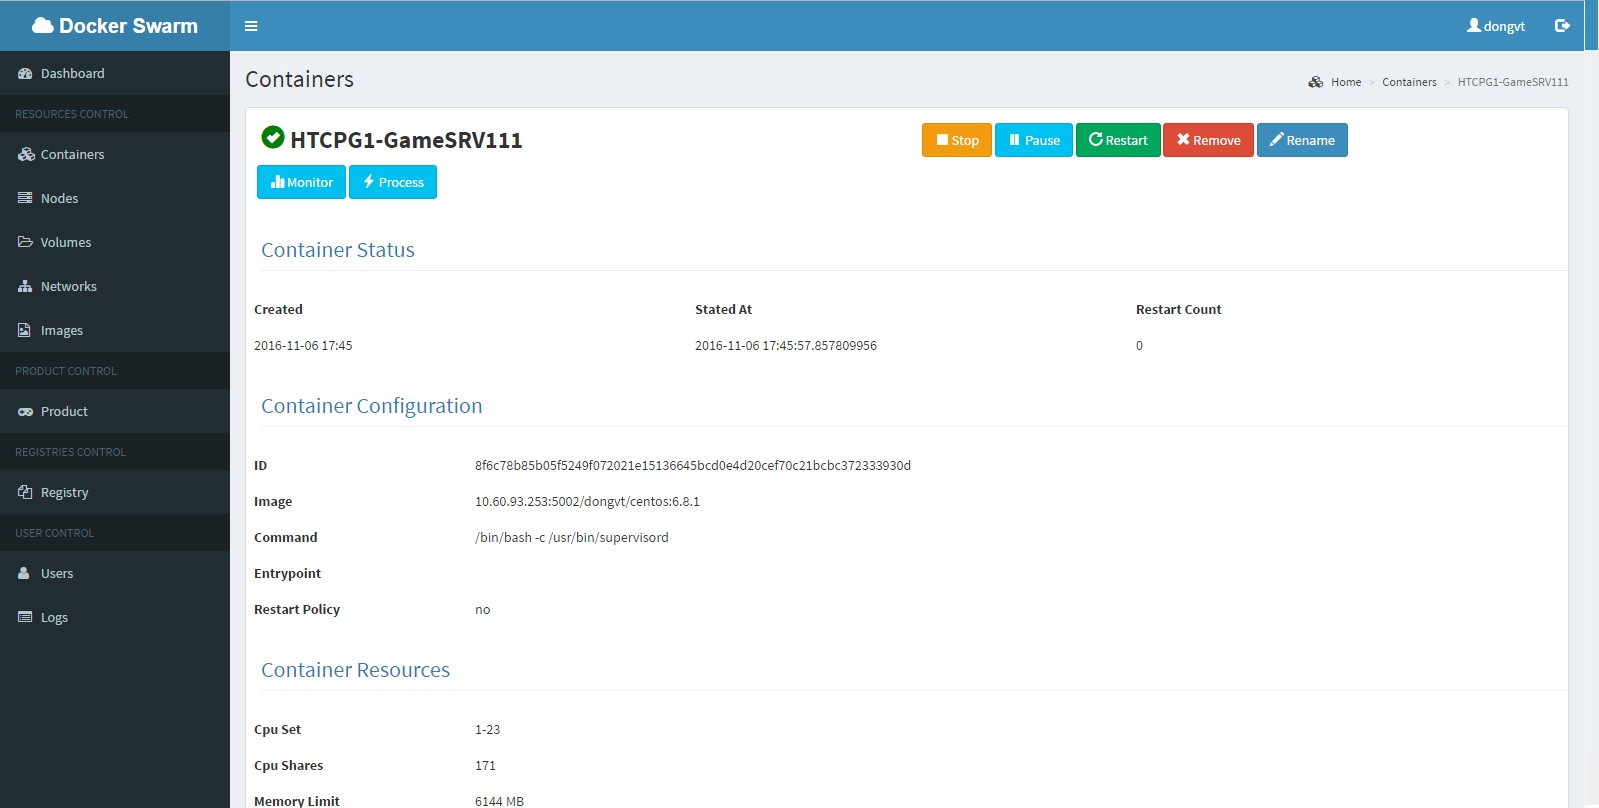 Docker Swarm
dongvt
Dashboard
RESOURCES CONTROL
Containers
Nodes
Volumes
Networks
Images
PRODUCT CONTROL
Product
REGISTRIES CONTROL
Registry
USER CONTROL
Users
Logs
Containers
Home > Containers > HTCPG1-GameSRV111
HTCPG1-GameSRV111
Stop Pause Restart Remove Rename
Monitor Process
Container Status
Created Stated At Restart Count
2016-11-06 17:45 2016-11-06 17:45:57.857809956 0
Container Configuration
ID 8f6c78b85b05f5249f072021e15136645bcd0e4d20cef70c21bcbc372333930d
Image 10.60.93.253:5002/dongvt/centos:6.8.1
Command /bin/bash -c /usr/bin/supervisord
Entrypoint
Restart Policy no
Container Resources
Cpu Set 1-23
Cpu Shares 171
Memory Limit 6144 MB